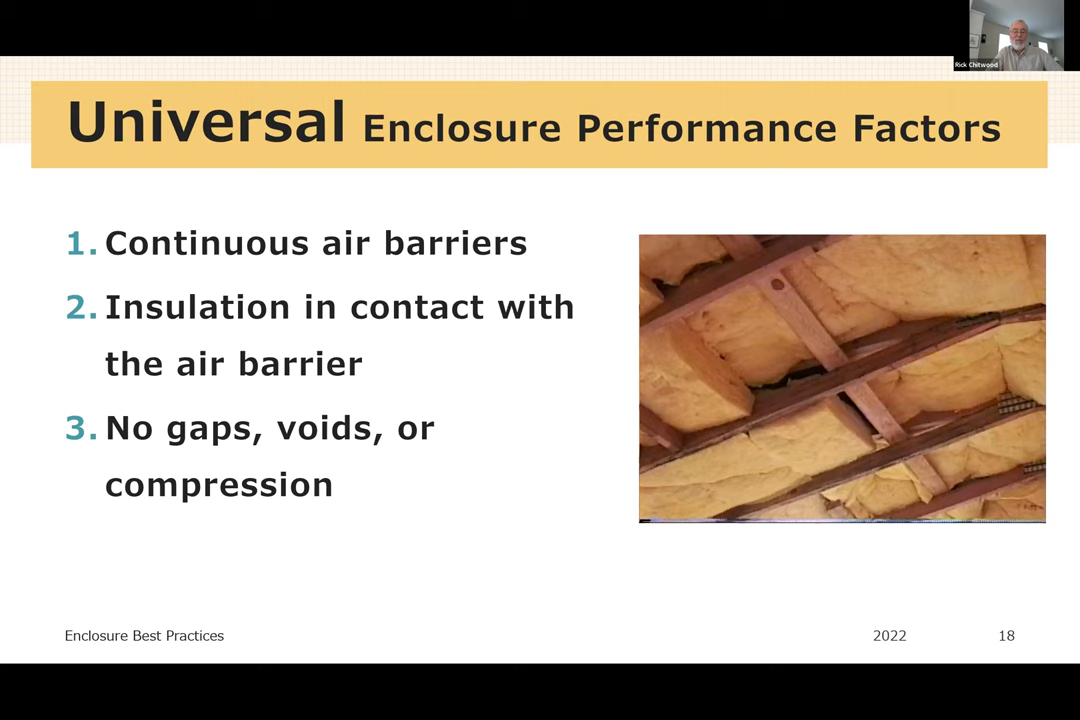 Rick Chitwood
Universal Enclosure Performance Factors
1. Continuous air barriers
2. Insulation in contact with
the air barrier
3. No gaps, voids, or
compression
Enclosure Best Practices
2022
18